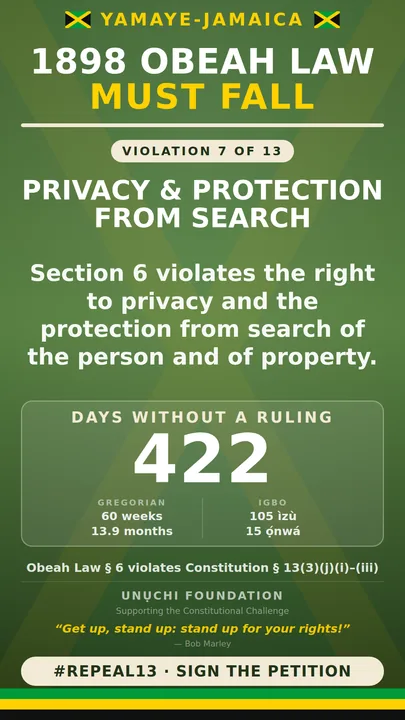 YAMAYE-JAMAICA
1898 OBEAH LAW
MUST FALL
VIOLATION 7 OF 13
PRIVACY & PROTECTION
FROM SEARCH
Section 6 violates the right
to privacy and the
protection from search of
the person and of property.
DAYS WITHOUT A RULING
422
GREGORIAN
60 weeks
13.9 months
IGBO
105 ìzù
15 ọ́nwá
Obeah Law § 6 violates Constitution § 13(3)(j)(i)–(iii)
UNỤCHI FOUNDATION
Supporting the Constitutional Challenge
“Get up, stand up: stand up for your rights!”
— Bob Marley
#REPEAL13 · SIGN THE PETITION